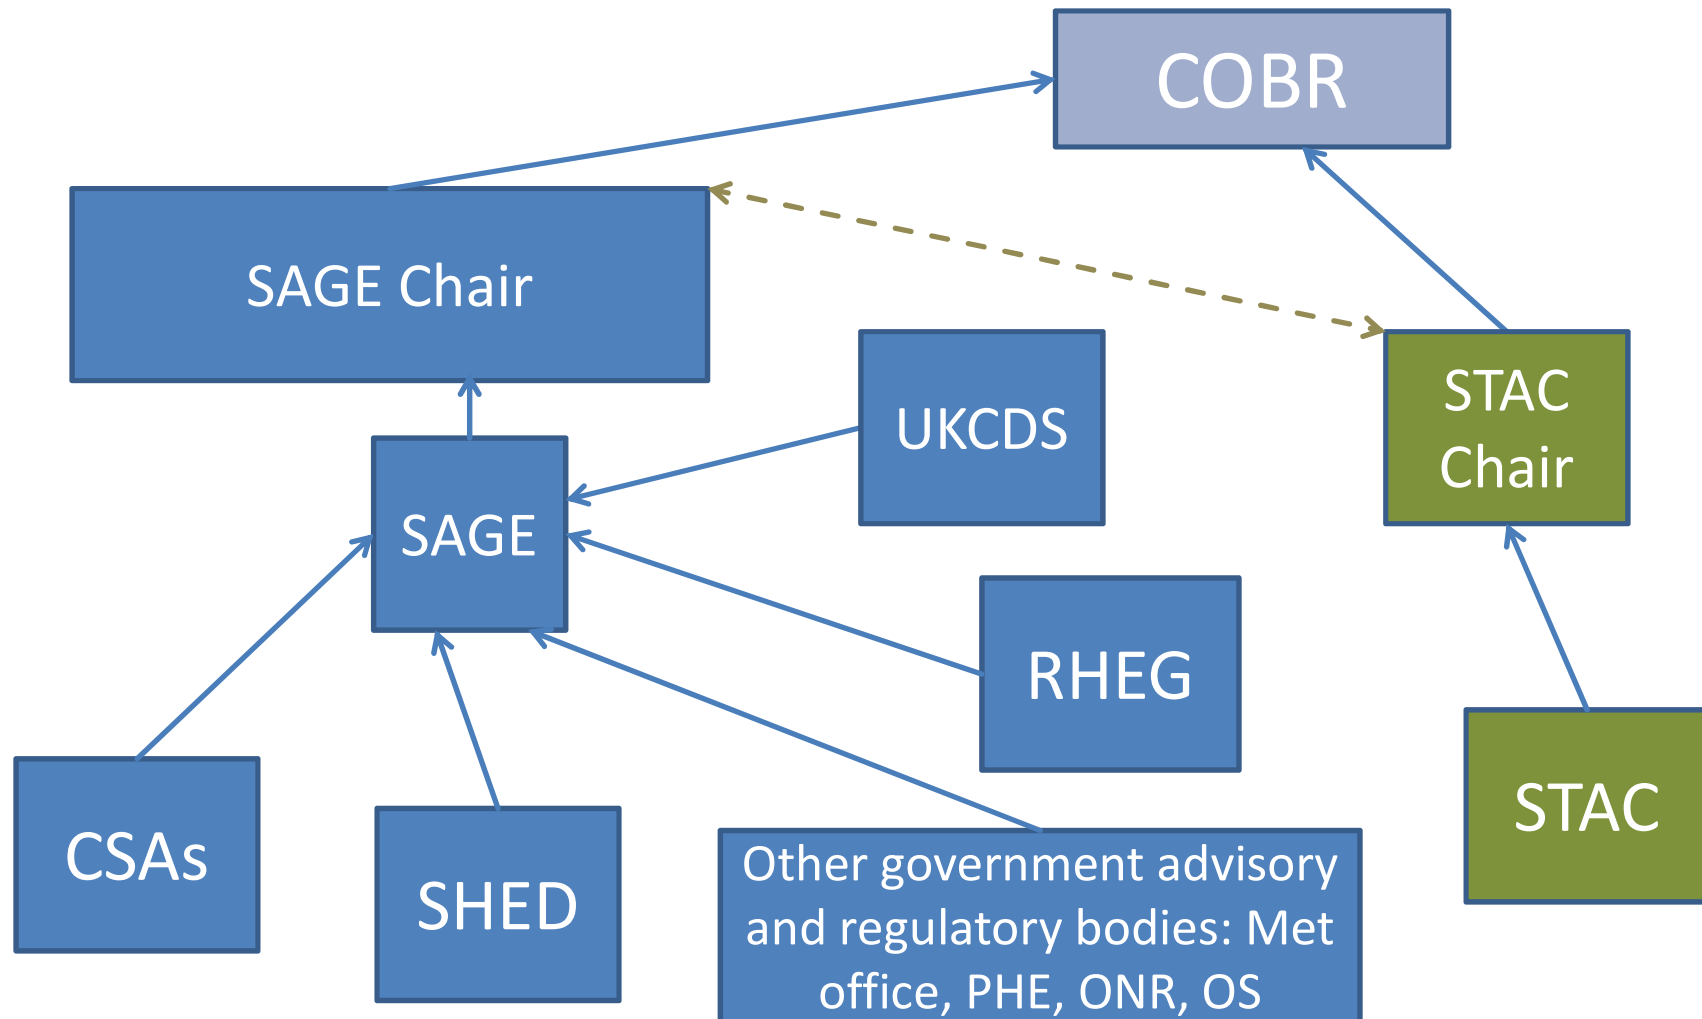 COBR
SAGE Chair
UKCDS
STAC
Chair
SAGE
RHEG
STAC
CSAs
SHED
Other government advisory
and regulatory bodies: Met
office, PHE, ONR, OS